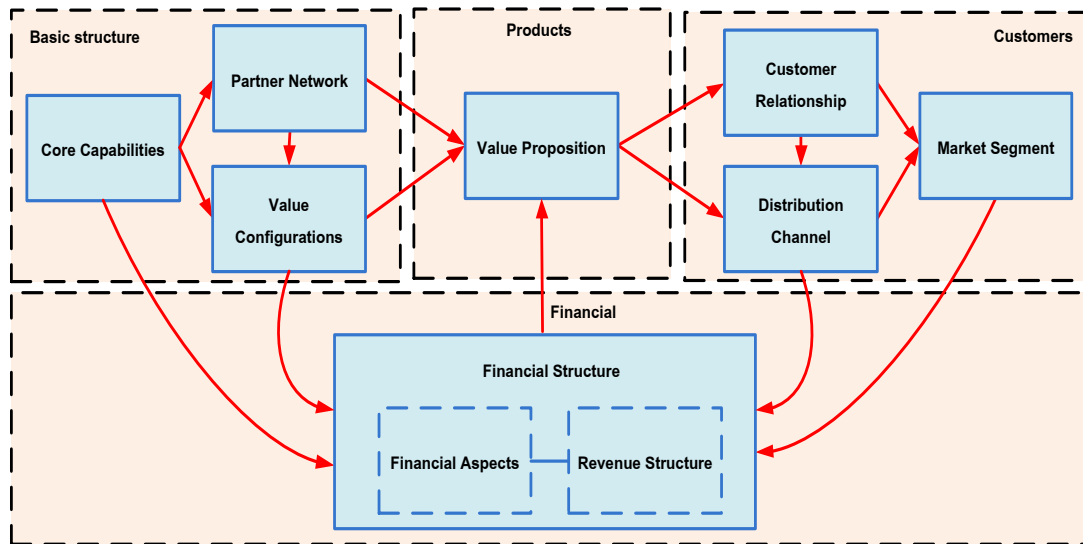 Basic structure
Products
Customers
Partner Network
Customer
Relationship
Core Capabilities
Value Proposition
Market Segment
Value
Configurations
Distribution
Channel
Financial
Financial Structure
Financial Aspects
Revenue Structure